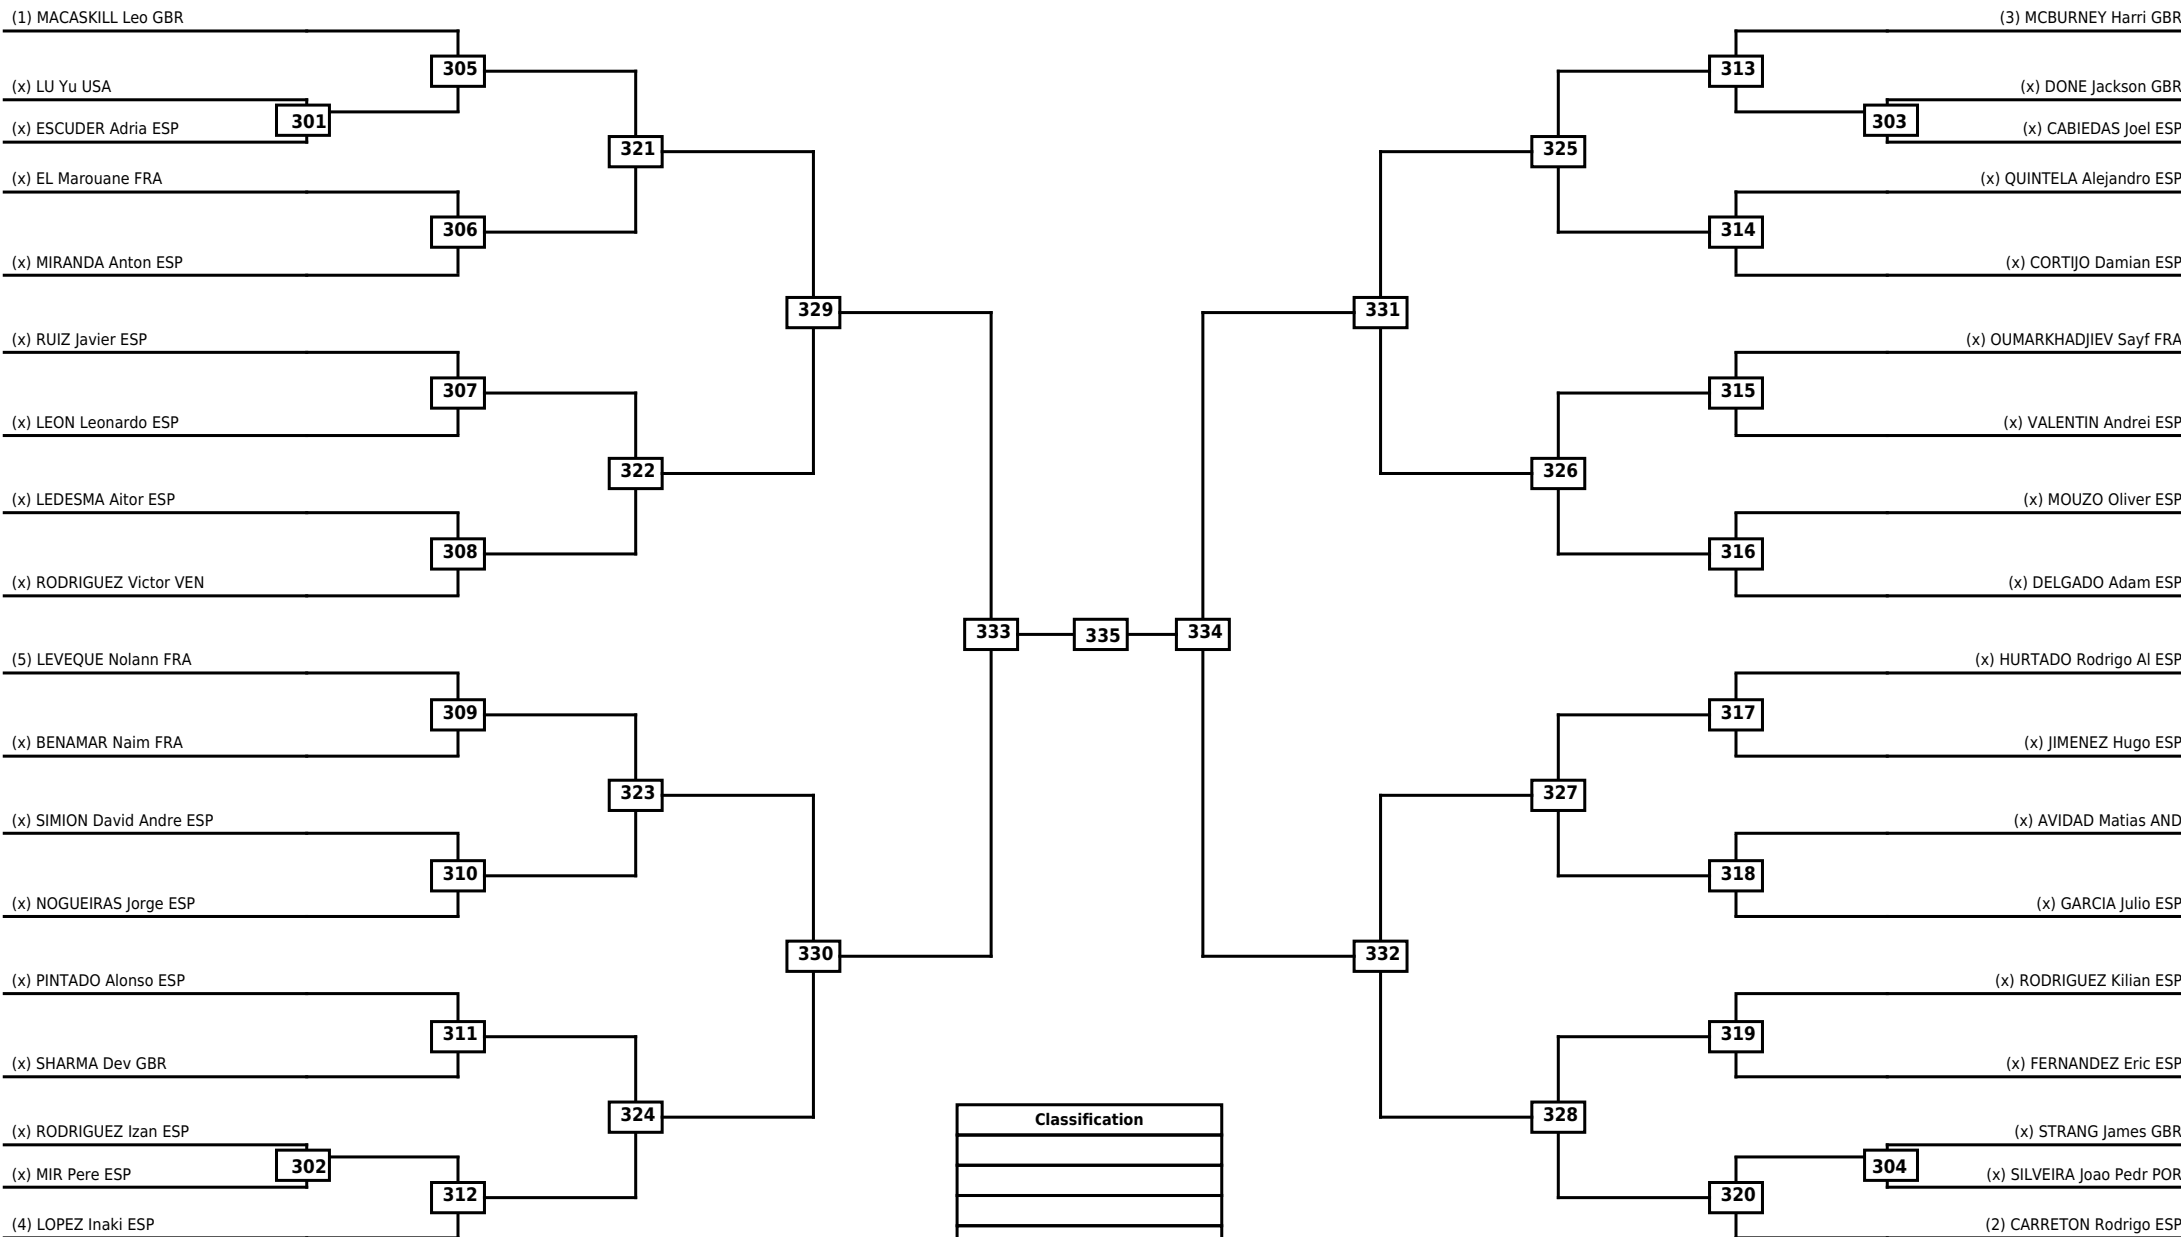 (1) MACASKILL Leo GBR
305
(x) LU Yu USA
301
(x) ESCUDER Adria ESP
321
(x) EL Marouane FRA
306
(x) MIRANDA Anton ESP
329
(x) RUIZ Javier ESP
307
(x) LEON Leonardo ESP
322
(x) LEDESMA Aitor ESP
308
(x) RODRIGUEZ Victor VEN
333
335
334
(5) LEVEQUE Nolann FRA
309
(x) BENAMAR Naim FRA
323
(x) SIMION David Andre ESP
310
(x) NOGUEIRAS Jorge ESP
330
(x) PINTADO Alonso ESP
311
(x) SHARMA Dev GBR
324
(x) RODRIGUEZ Izan ESP
302
(x) MIR Pere ESP
312
(4) LOPEZ Inaki ESP
Classification
(3) MCBURNEY Harri GBR
313
(x) DONE Jackson GBR
303
(x) CABIEDAS Joel ESP
325
(x) QUINTELA Alejandro ESP
314
(x) CORTIJO Damian ESP
331
(x) OUMARKHADJIEV Sayf FRA
315
(x) VALENTIN Andrei ESP
326
(x) MOUZO Oliver ESP
316
(x) DELGADO Adam ESP
(x) HURTADO Rodrigo Al ESP
317
(x) JIMENEZ Hugo ESP
327
(x) AVIDAD Matias AND
318
(x) GARCIA Julio ESP
332
(x) RODRIGUEZ Kilian ESP
319
(x) FERNANDEZ Eric ESP
328
(x) STRANG James GBR
304
(x) SILVEIRA Joao Pedr POR
320
(2) CARRETON Rodrigo ESP